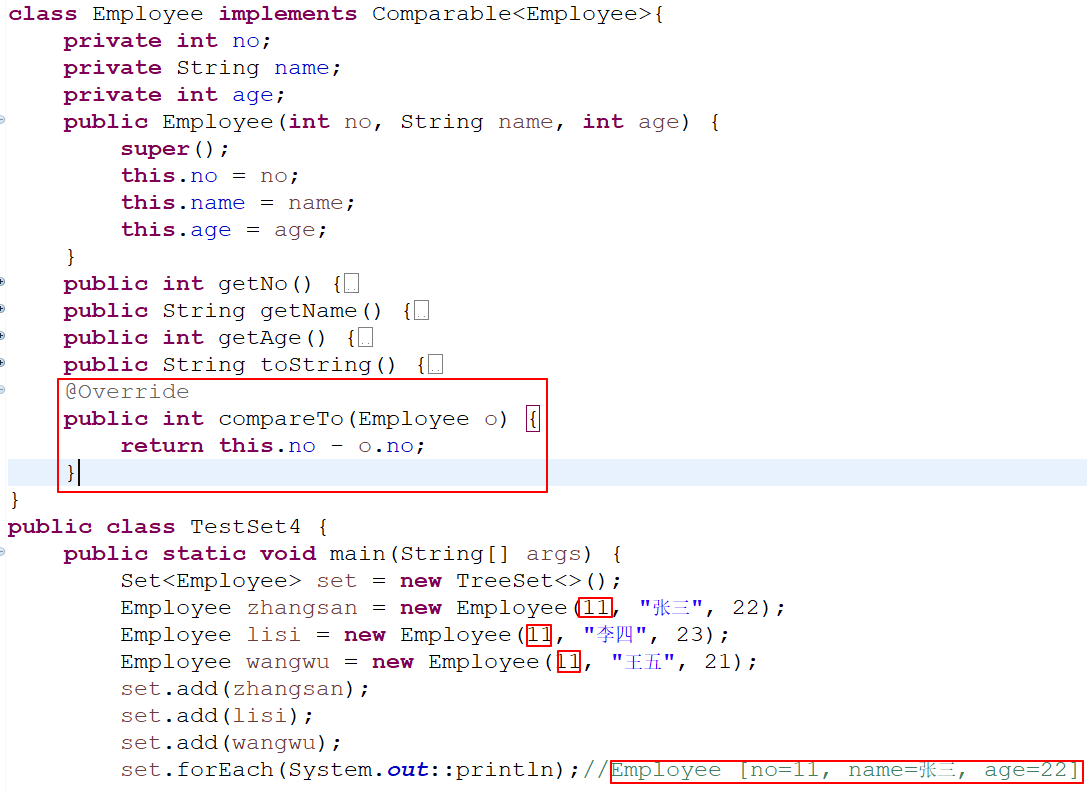 class Employee implements Comparable<Employee>{
    private int no;
    private String name;
    private int age;
    public Employee(int no, String name, int age) {
        super();
        this.no = no;
        this.name = name;
        this.age = age;
    }
    public int getNo() {..
    public String getName() {..
    public int getAge() {..
    public String toString() {..
    @Override
    public int compareTo(Employee o) {
        return this.no - o.no;
    }
}
public class TestSet4 {
    public static void main(String[] args) {
        Set<Employee> set = new TreeSet<>();
        Employee zhangsan = new Employee(11, "张三", 22);
        Employee lisi = new Employee(11, "李四", 23);
        Employee wangwu = new Employee(11, "王五", 21);
        set.add(zhangsan);
        set.add(lisi);
        set.add(wangwu);
        set.forEach(System.out::println);//Employee [no=11, name=张三, age=22]